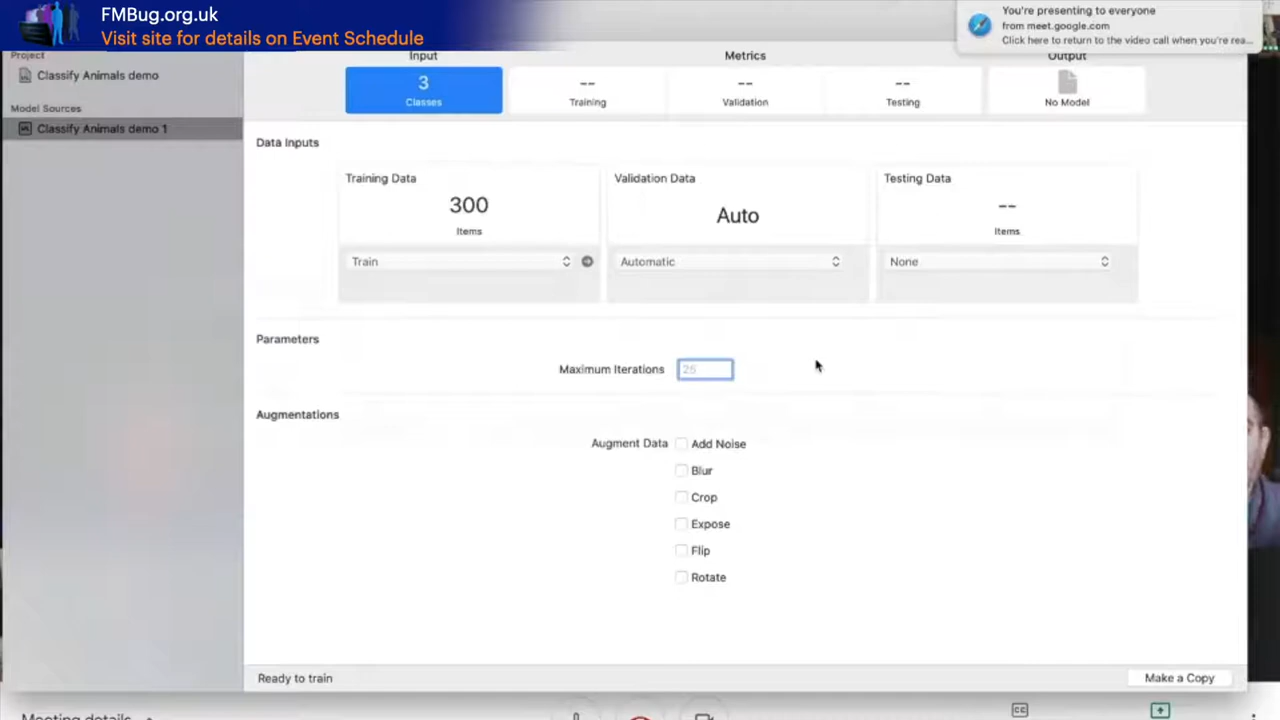 FMBug.org.uk
Visit site for details on Event Schedule
You're presenting to everyone
from meet.google.com
Click here to return to the video call when you're rea...
Project
Classify Animals demo
Model Sources
Classify Animals demo 1
Input
Metrics
Output
3
Classes
--
Training
--
Validation
--
Testing
No Model
Data Inputs
Training Data
300
Items
Train
Validation Data
Auto
Automatic
Testing Data
--
Items
None
Parameters
Maximum Iterations
25
Augmentations
Augment Data
Add Noise
Blur
Crop
Expose
Flip
Rotate
Ready to train
Make a Copy
Meeting details
CC